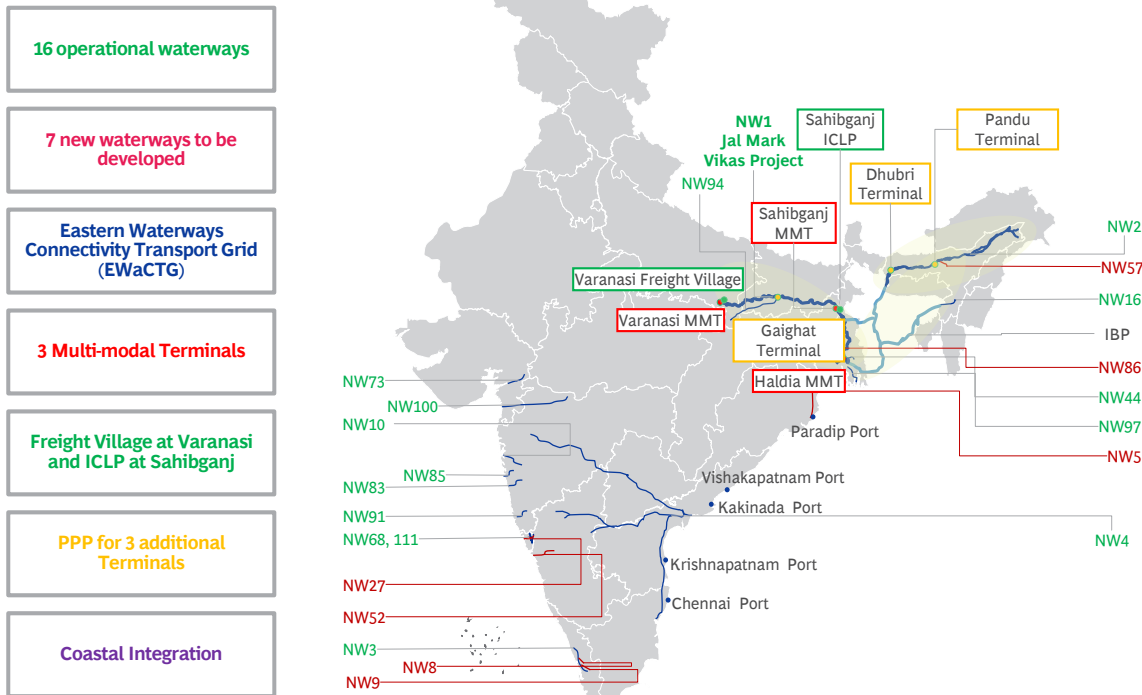 16 operational waterways
7 new waterways to be
developed
Eastern Waterways
Connectivity Transport Grid
(EWaCTG)
3 Multi-modal Terminals
Freight Village at Varanasi
and ICLP at Sahibganj
PPP for 3 additional
Terminals
Coastal Integration
NW1
Jal Mark
Vikas Project
NW94
Sahibganj
ICLP
Sahibganj
MMT
Dhubri
Terminal
Pandu
Terminal
Varanasi Freight Village
Varanasi MMT
Gaighat
Terminal
Haldia MMT
NW2
NW57
NW16
IBP
NW86
NW44
NW97
NW5
NW4
NW73
NW100
NW10
NW85
NW83
NW91
NW68, 111
NW27
NW52
NW3
NW8
NW9
Paradip Port
Vishakapatnam Port
Kakinada Port
Krishnapatnam Port
Chennai Port